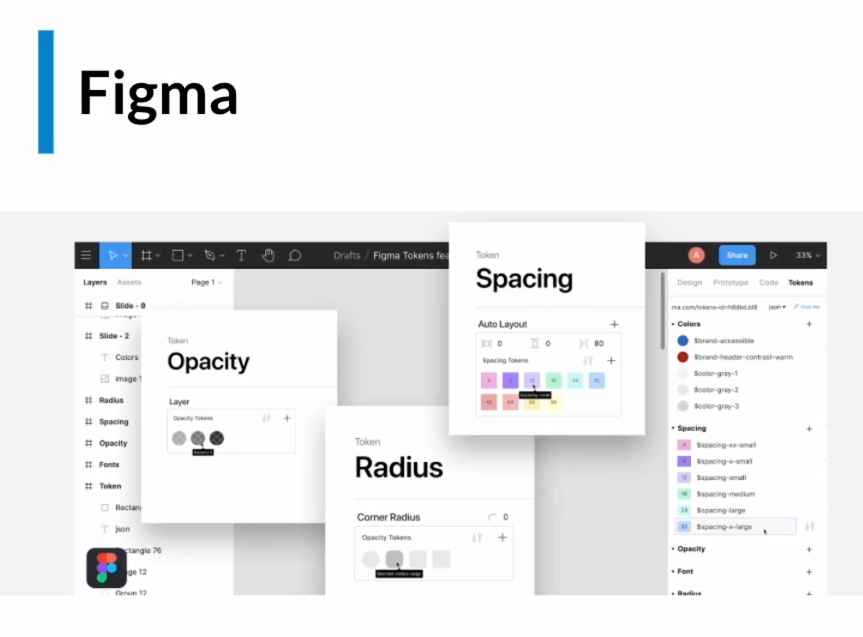 Figma
Drafts / Figma Tokens fea
A
Share
33%
Layers
Assets
Page 1
Slide - 8
Slide - 2
Colors
Image 1
Radius
Spacing
Opacity
Fonts
Token
Rectan
json
ctangle 76
ge 12
Group 12
Token
Opacity
Layer
Opacity Tokens
Token
Radius
Corner Radius
0
Opacity Tokens
Token
Spacing
Auto Layout
0
0
80
Spacing Tokens
4
8
12
16
24
32
48
64
Design
Prototype
Code
Tokens
json
Colors
$brand-accessible
$brand-header-contrast-warm
$color-gray-1
$color-gray-2
$color-gray-3
Spacing
4 $spacing-xx-small
$spacing-x-small
12 $spacing-small
16 $spacing-medium
24 $spacing-large
32 $spacing-x-large
Opacity
Font
Radius